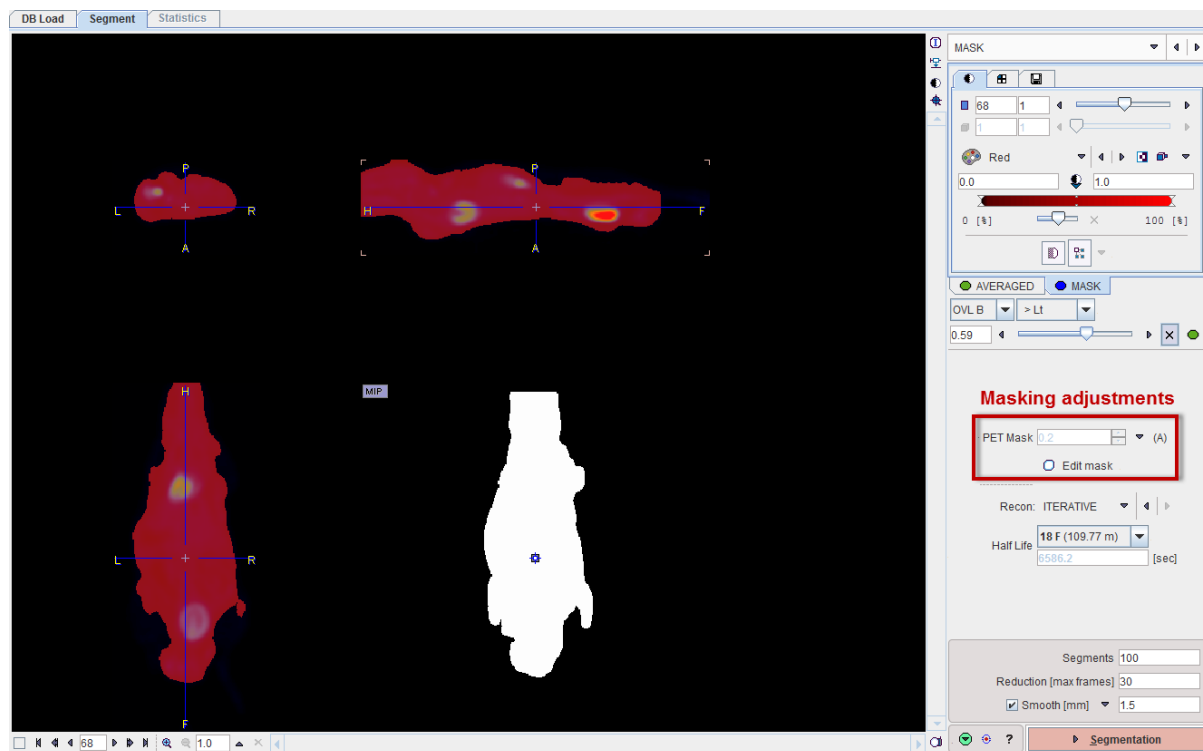 DB Load Segment Statistics
MASK
68 1
1 1
Red
0.0 1.0
0 [%] 100 [%]
AVERAGED MASK
OVL B > Lt
0.59
P
L R
A
P
H F
A
H
L R
F
MIP
Masking adjustments
PET Mask 0.2 (A)
Edit mask
Recon: ITERATIVE
Half Life 18 F (109.77 m)
6586.2 [sec]
Segments 100
Reduction [max frames] 30
Smooth [mm] 1.5
68 1.0
? Segmentation